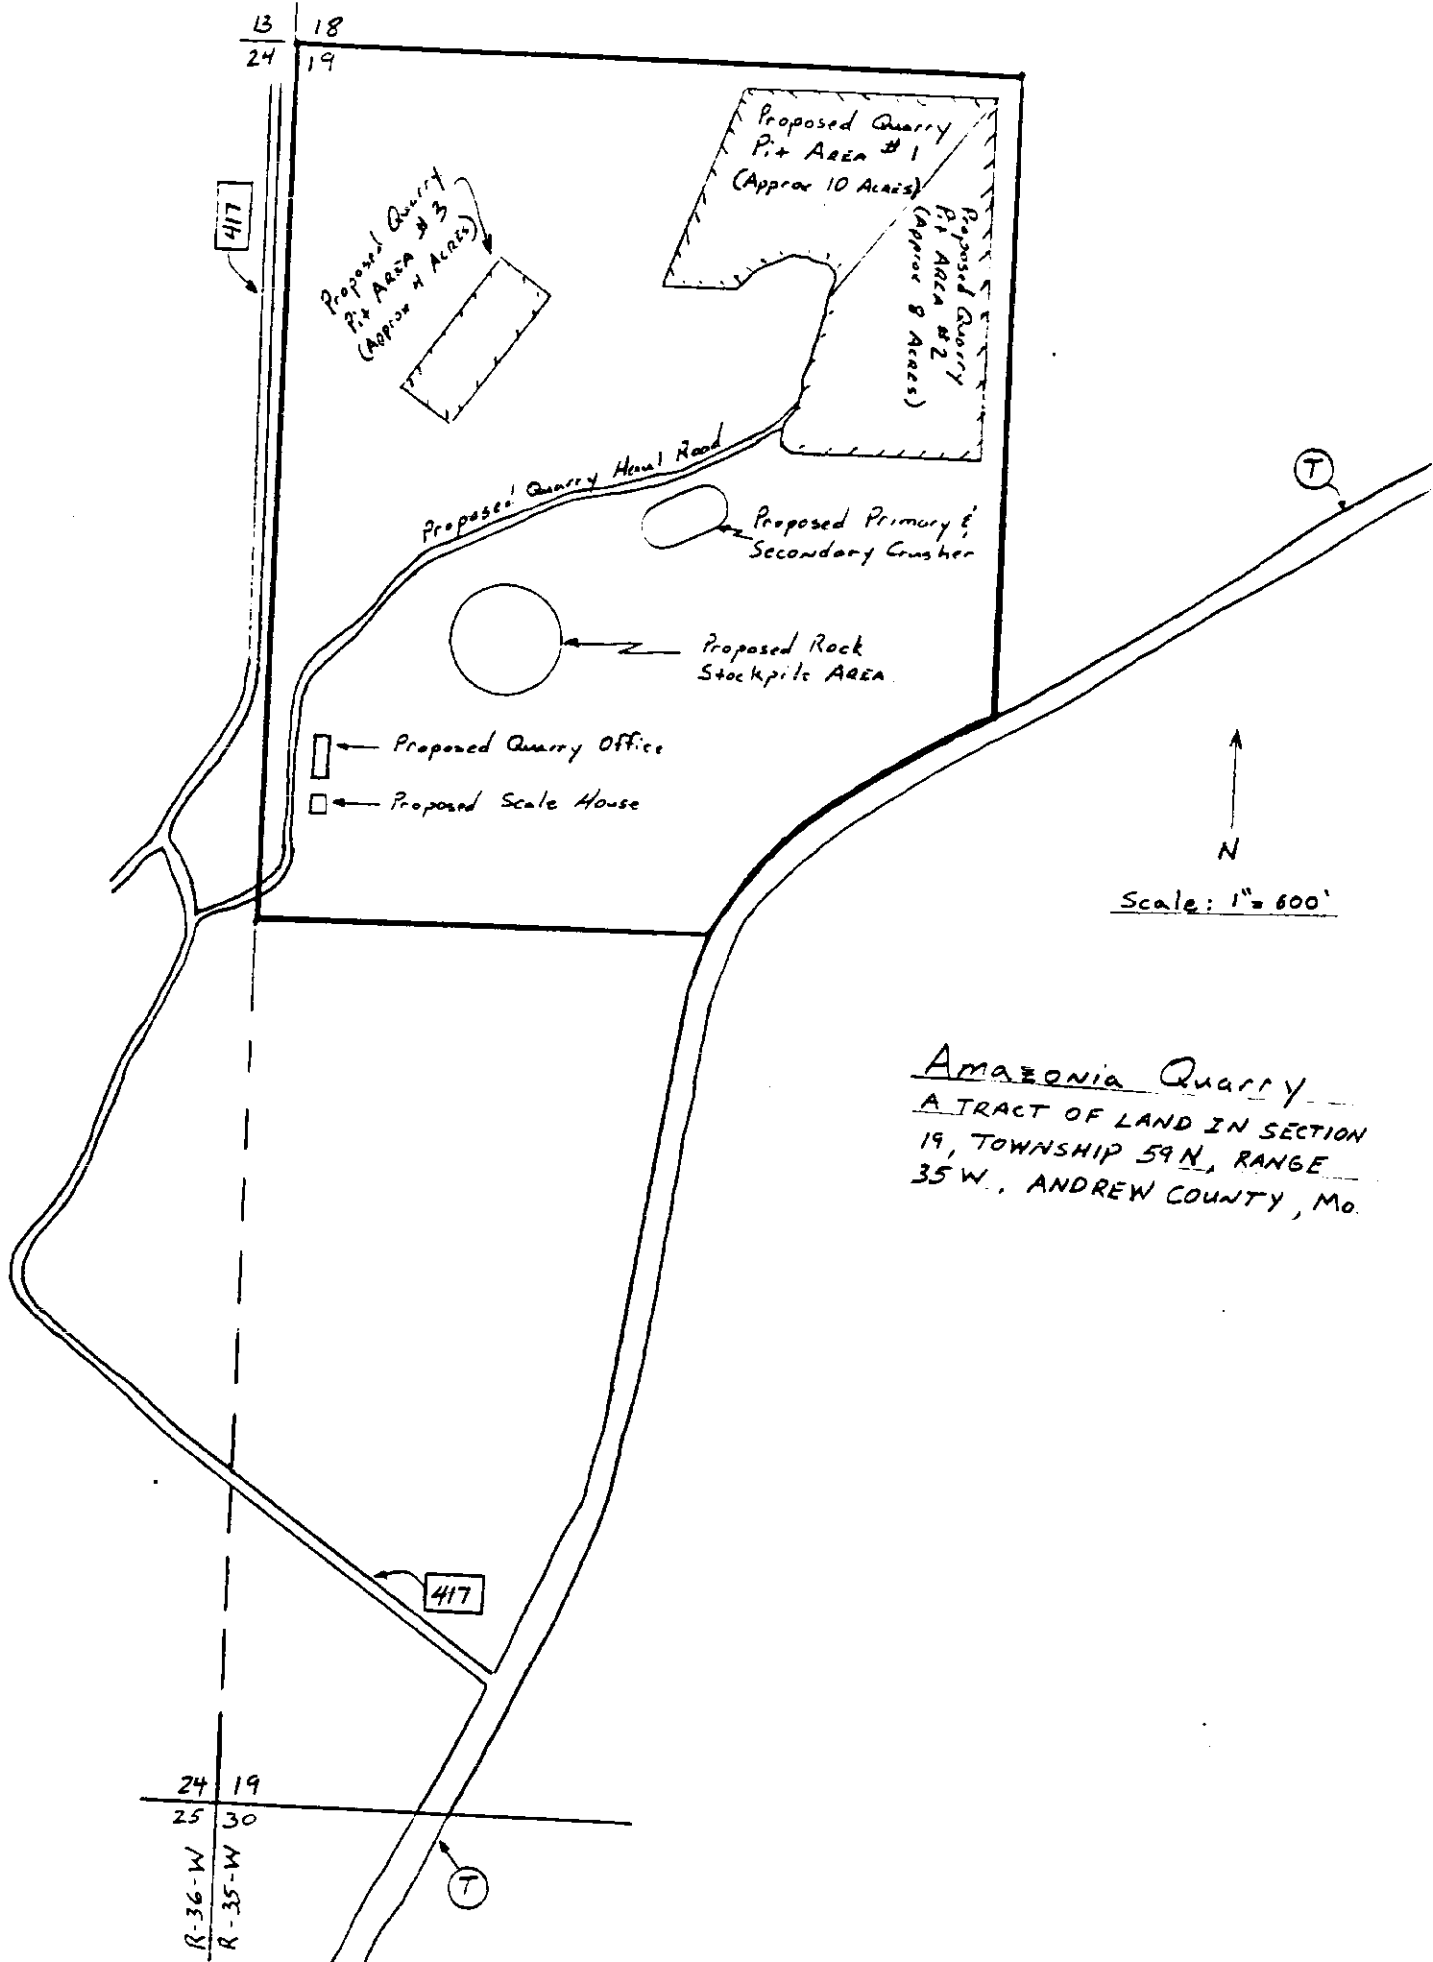 13 | 18
24 | 19
417
Proposed Quarry
Pit AREA # 1
(Approx 10 ACRES)
Proposed Quarry
Pit AREA #2
(Approx 8 ACRES)
Proposed Quarry
Pit AREA # 3
(Approx 4 ACRES)
Proposed Quarry Haul Road
T
Proposed Primary &
Secondary Crusher
Proposed Rock
Stockpile AREA
Proposed Quarry Office
Proposed Scale House
N
Scale: 1"= 600'
Amazonia Quarry
A TRACT OF LAND IN SECTION
19, TOWNSHIP 59N, RANGE
35 W., ANDREW COUNTY, Mo.
417
24 | 19
25 | 30
R-36-W
R-35-W
T